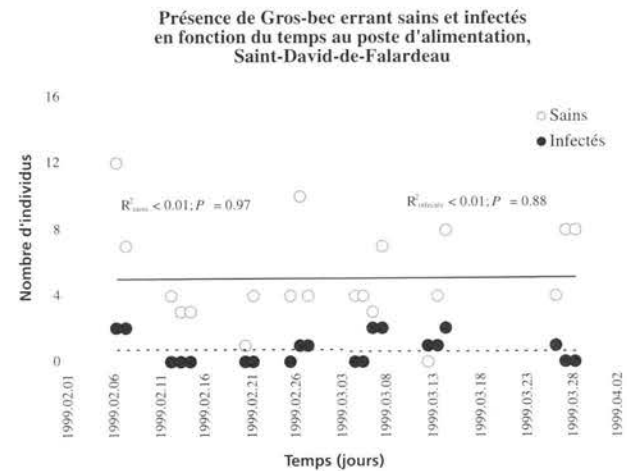 Présence de Gros-bec errant sains et infectés
en fonction du temps au poste d'alimentation,
Saint-David-de-Falardeau
16
12
8
4
0
Nombre d'individus
Sains
Infectés
R² sains < 0.01; P = 0.97
R² infectés < 0.01; P = 0.88
1999.02.01
1999.02.06
1999.02.11
1999.02.16
1999.02.21
1999.02.26
1999.03.03
1999.03.08
1999.03.13
1999.03.18
1999.03.23
1999.03.28
1999.04.02
Temps (jours)